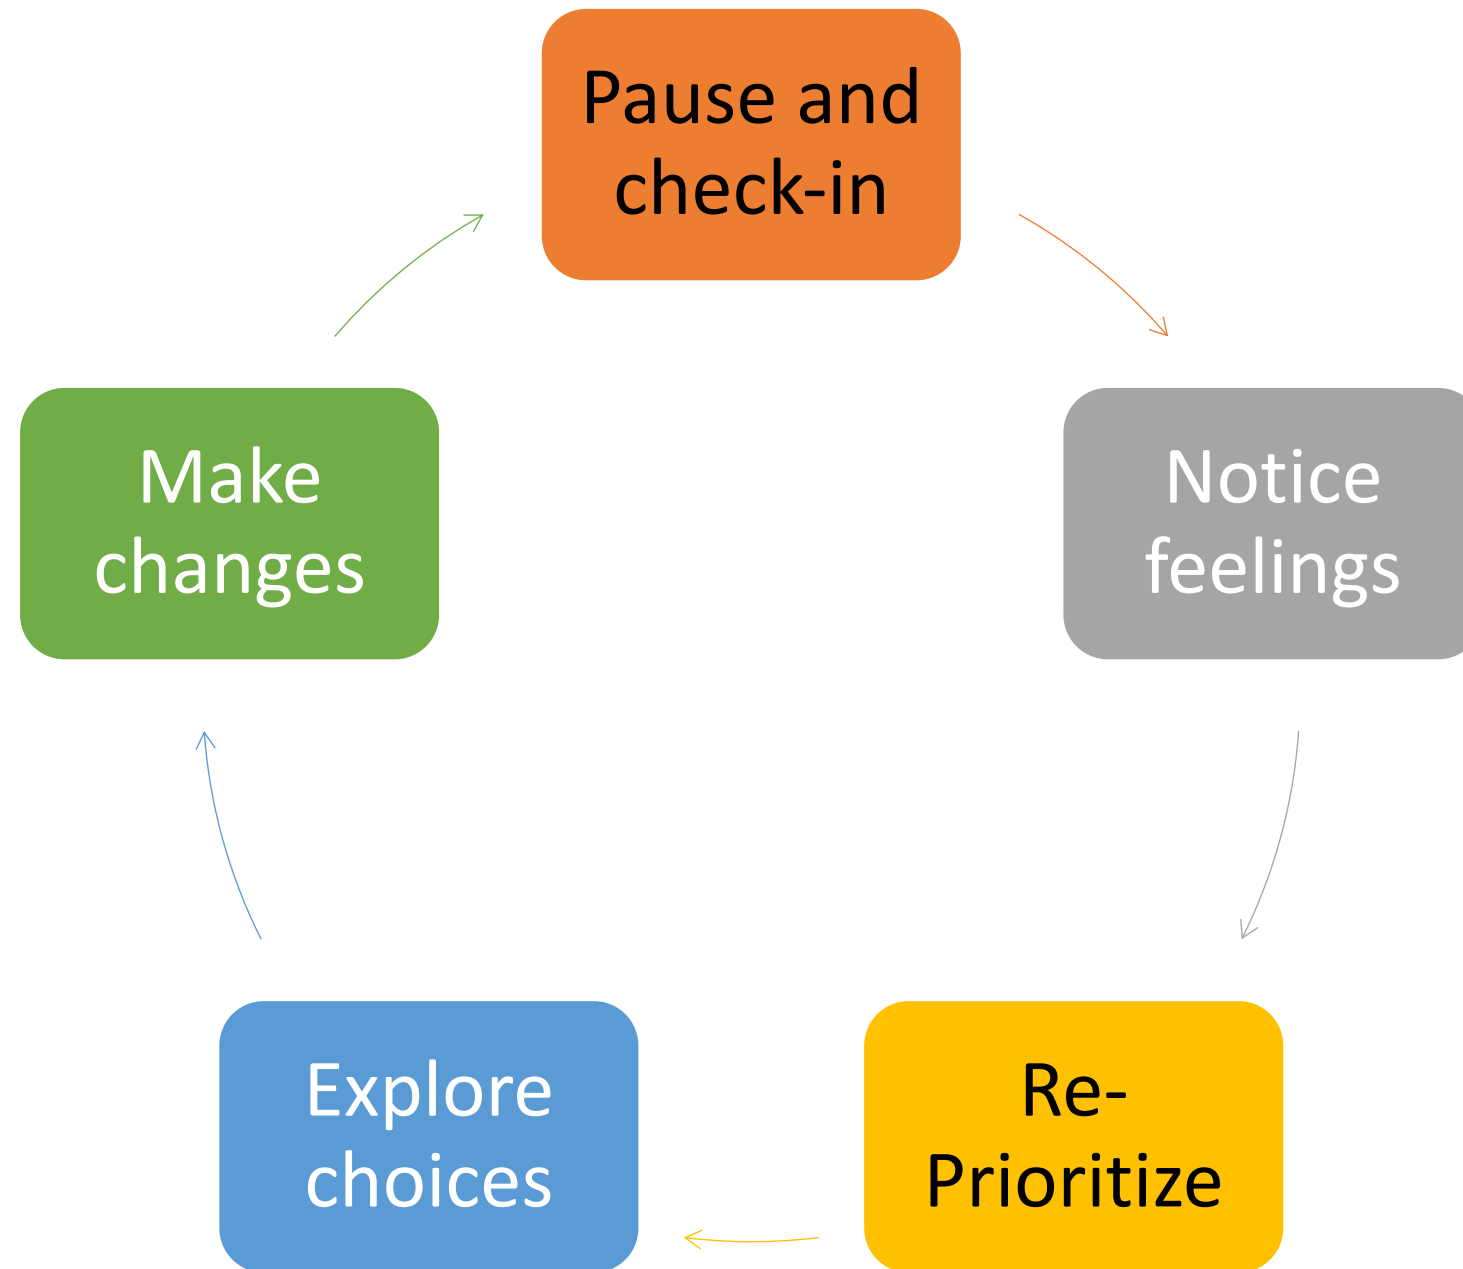 Pause and
check-in
Notice
feelings
Re-
Prioritize
Explore
choices
Make
changes